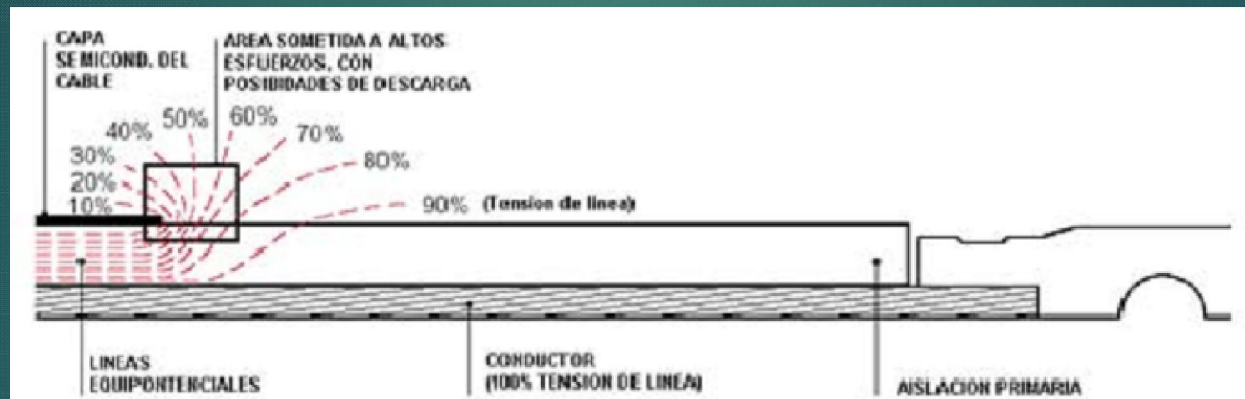 CAPA
SEMICOND. DEL
CABLE
AREA SOMETIDA A ALTOS
ESFUERZOS, CON
POSIBIDADES DE DESCARGA
10%
20%
30%
40%
50%
60%
70%
80%
90% (Tension de linea)
LINEAS
EQUIPONTENCIALES
CONDUCTOR
(100% TENSION DE LINEA)
AISLACION PRIMARIA